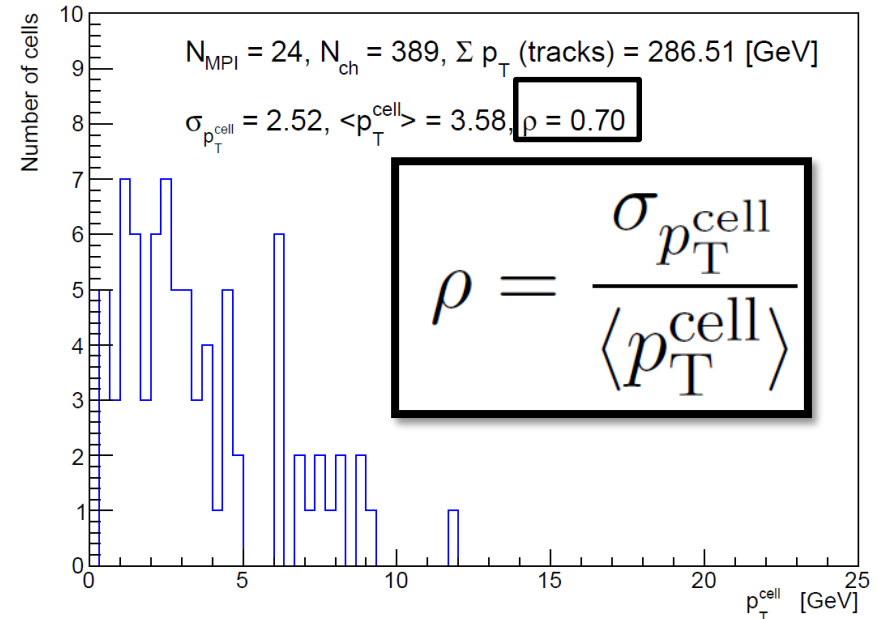 Number of cells
N_MPI = 24, N_ch = 389, Σ p_T (tracks) = 286.51 [GeV]
σ_{p_T^cell} = 2.52, <p_T^cell> = 3.58, ρ = 0.70
ρ = σ_{p_T^cell} / ⟨p_T^cell⟩
10
9
8
7
6
5
4
3
2
1
0
0 5 10 15 20 25
p_T^cell [GeV]